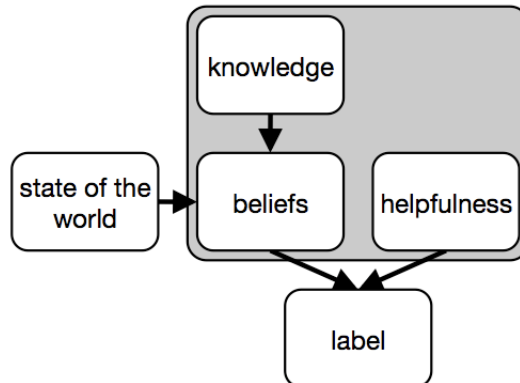 knowledge
state of the
world
beliefs
helpfulness
label